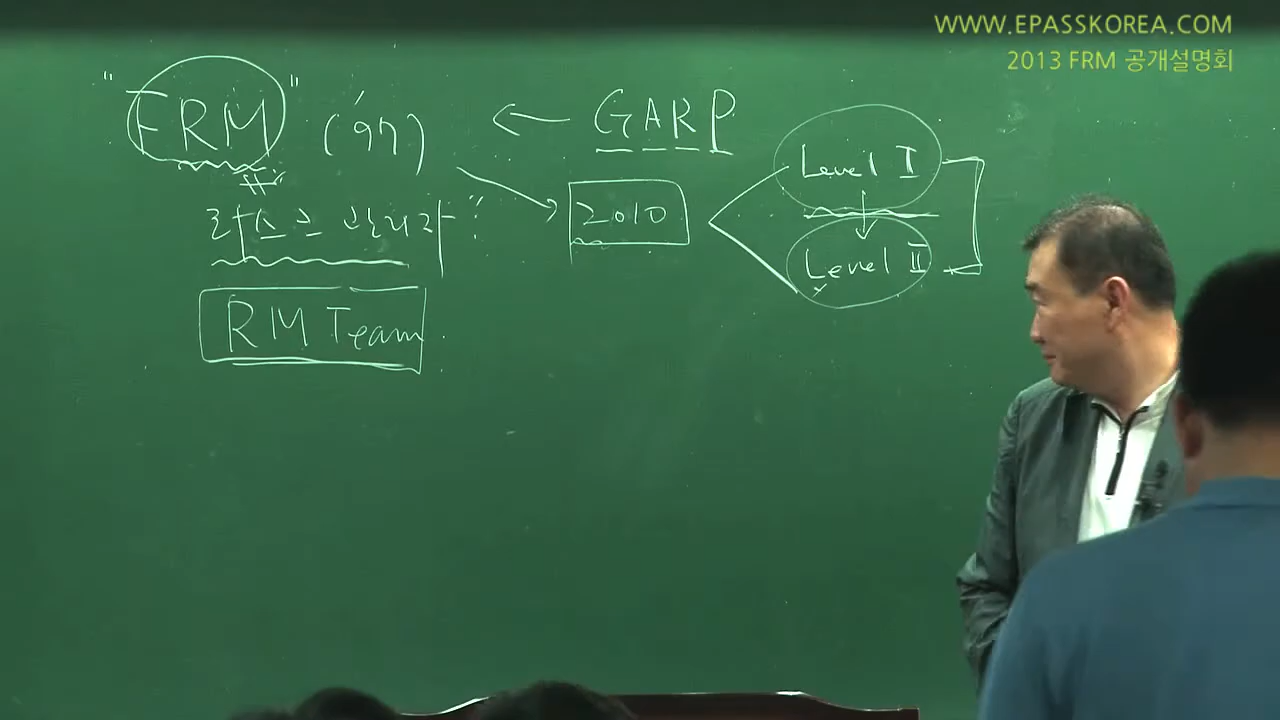 WWW.EPASSKOREA.COM
2013 FRM 공개설명회
"FRM" ('97) ← GARP
리스크 관리자"
RM Team
2010
Level I
Level II